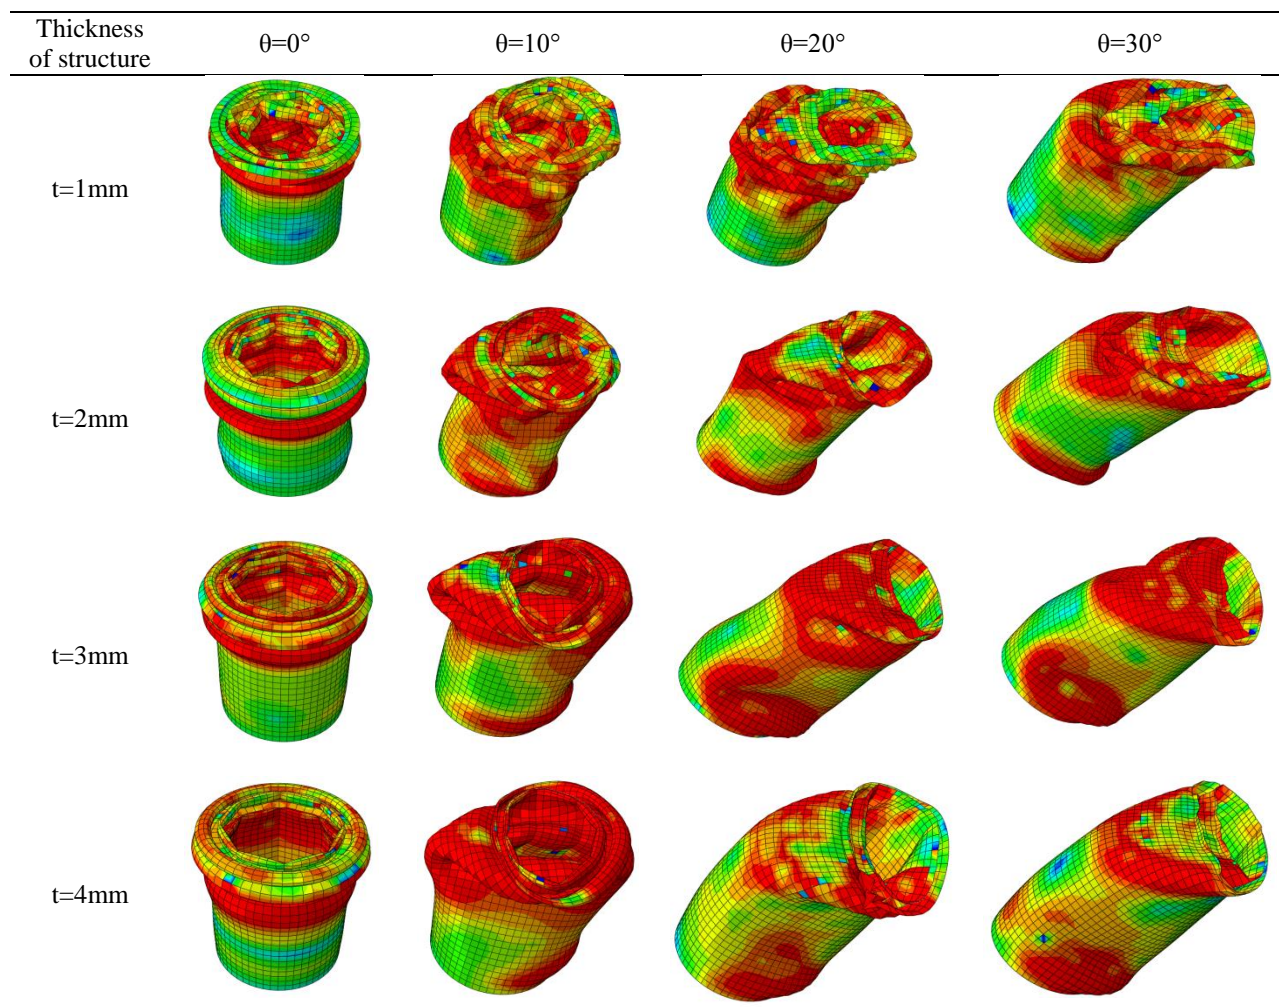 Thickness
of structure
θ=0°
θ=10°
θ=20°
θ=30°
t=1mm
t=2mm
t=3mm
t=4mm